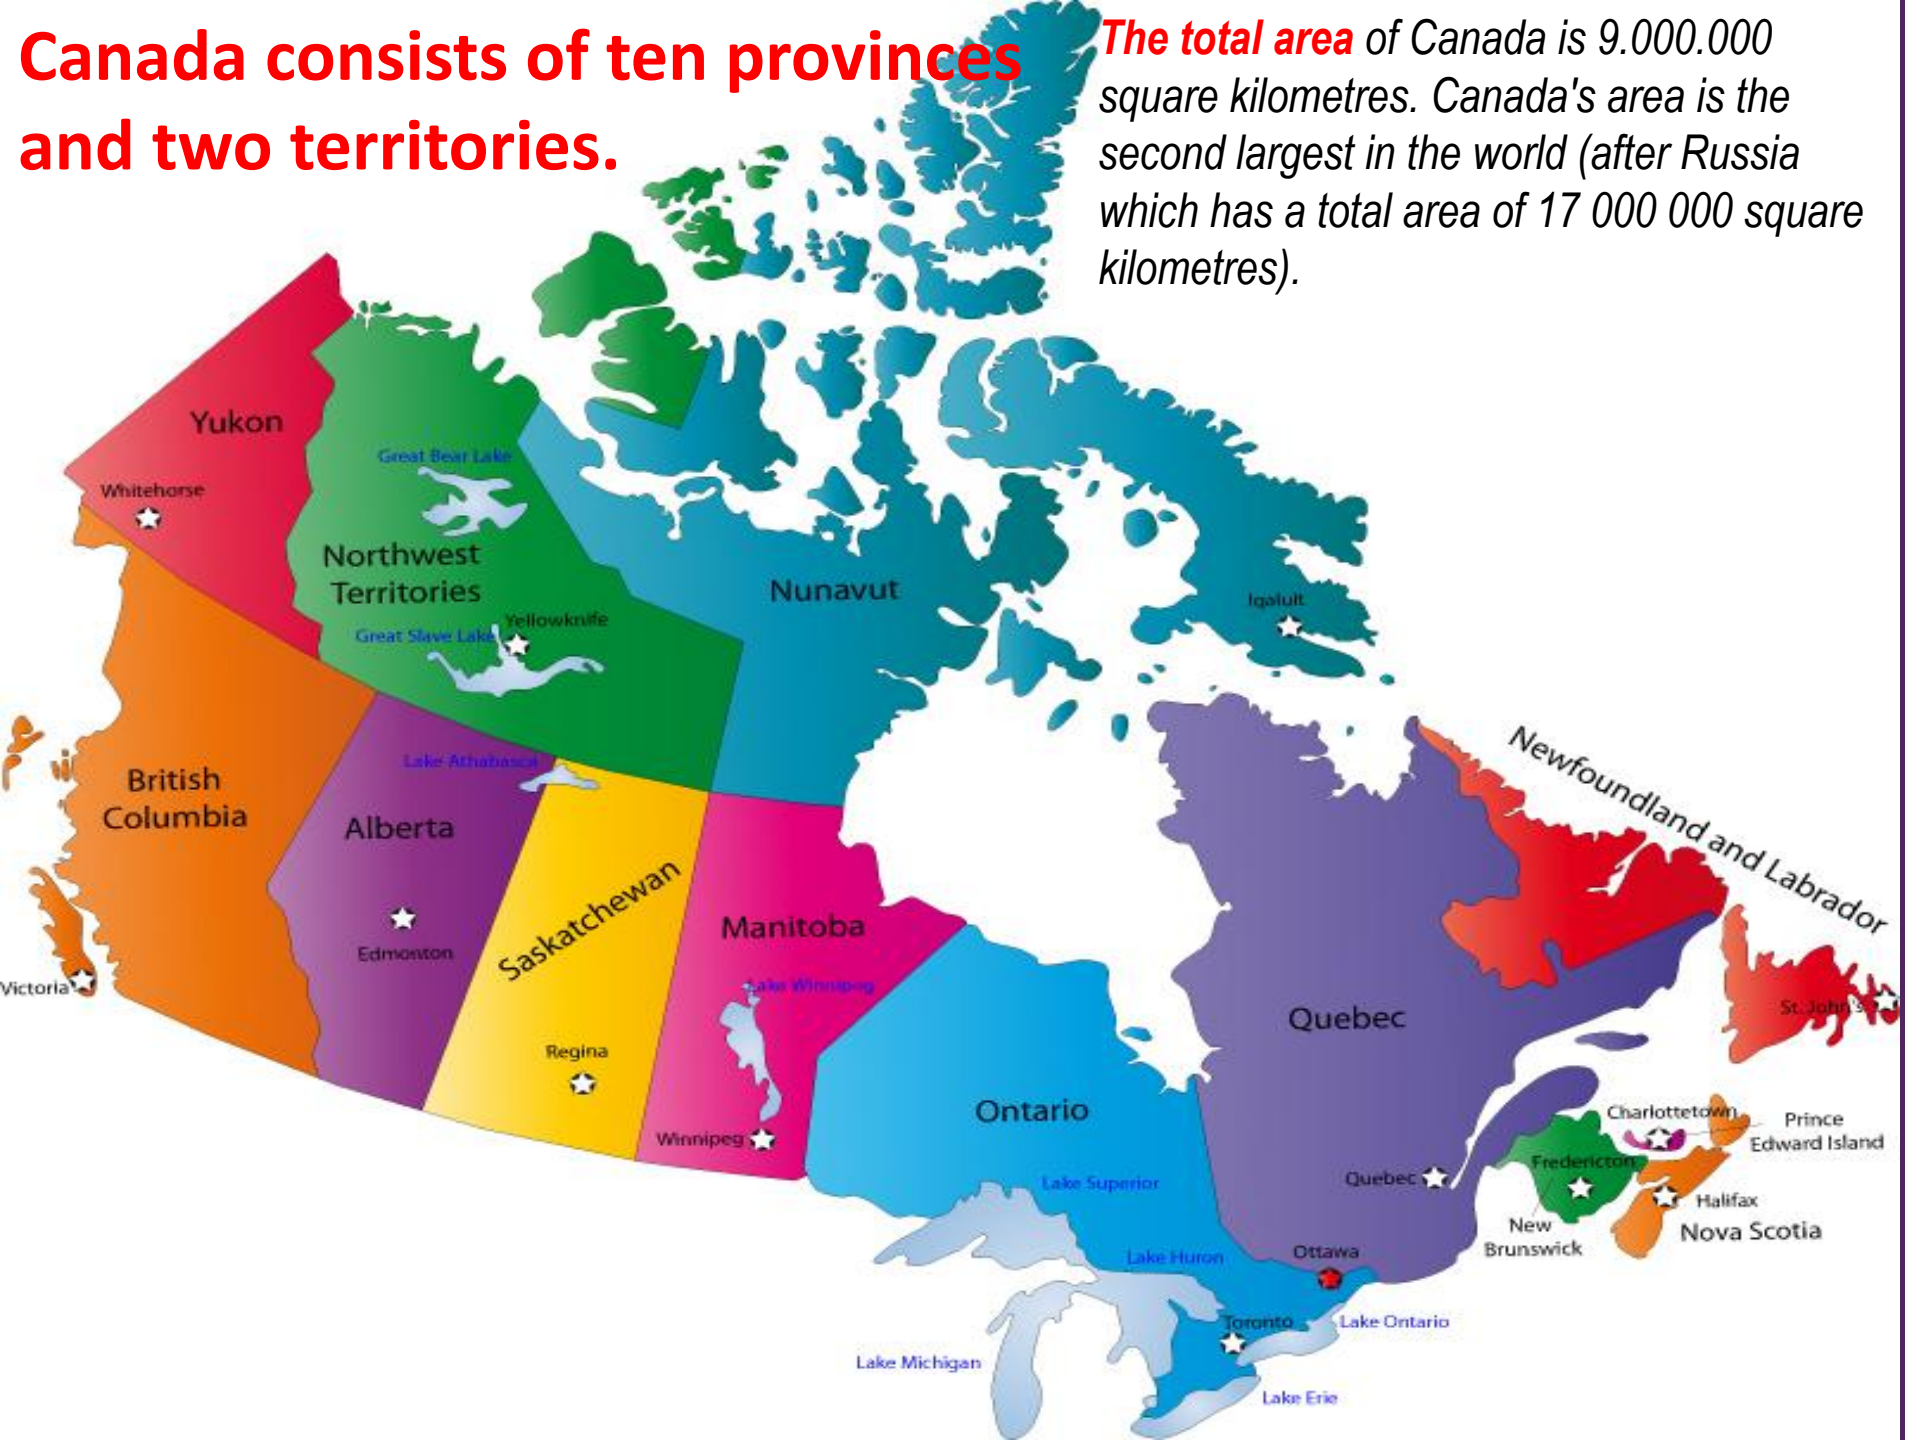 Canada consists of ten provinces
and two territories.
The total area of Canada is 9.000.000
square kilometres. Canada's area is the
second largest in the world (after Russia
which has a total area of 17 000 000 square
kilometres).
Yukon
Whitehorse
Great Bear Lake
Northwest
Territories
Great Slave Lake
Yellowknife
Nunavut
Iqaluit
British
Columbia
Victoria
Lake Athabasca
Alberta
Edmonton
Saskatchewan
Regina
Manitoba
Lake Winnipeg
Winnipeg
Ontario
Lake Superior
Lake Huron
Lake Michigan
Toronto
Lake Ontario
Lake Erie
Ottawa
Quebec
Quebec
Newfoundland and Labrador
St. John's
Charlottetown
Prince
Edward Island
Fredericton
New
Brunswick
Halifax
Nova Scotia